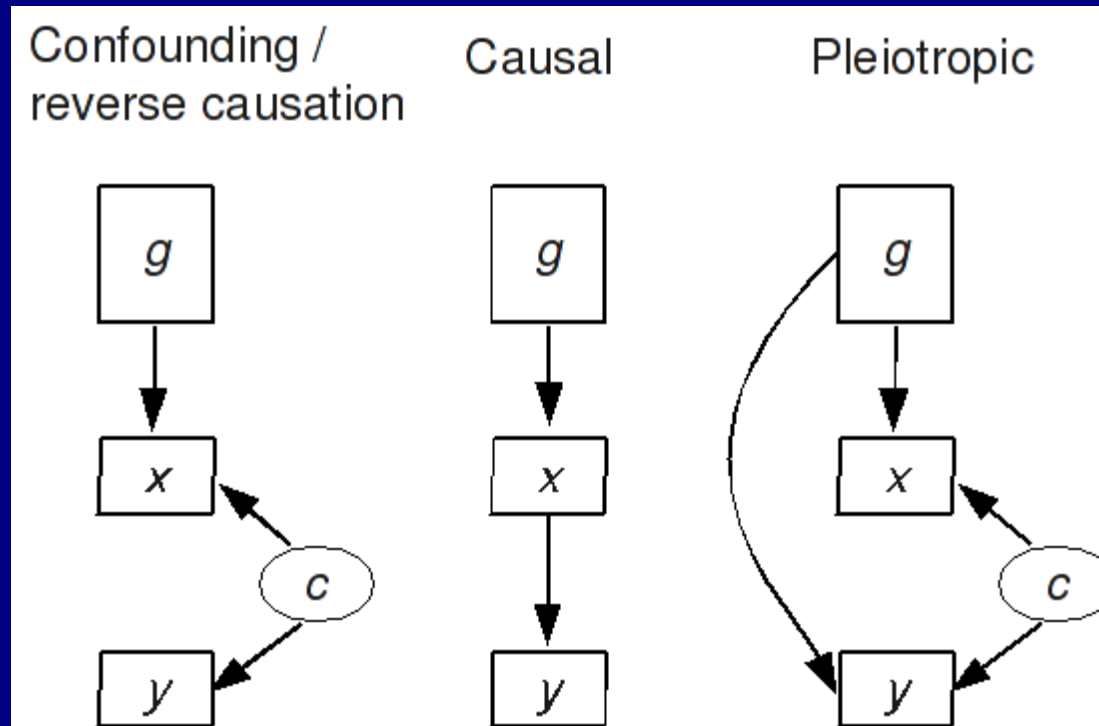 Confounding /
reverse causation
Causal
Pleiotropic
g
g
g
x
x
x
c
c
y
y
y